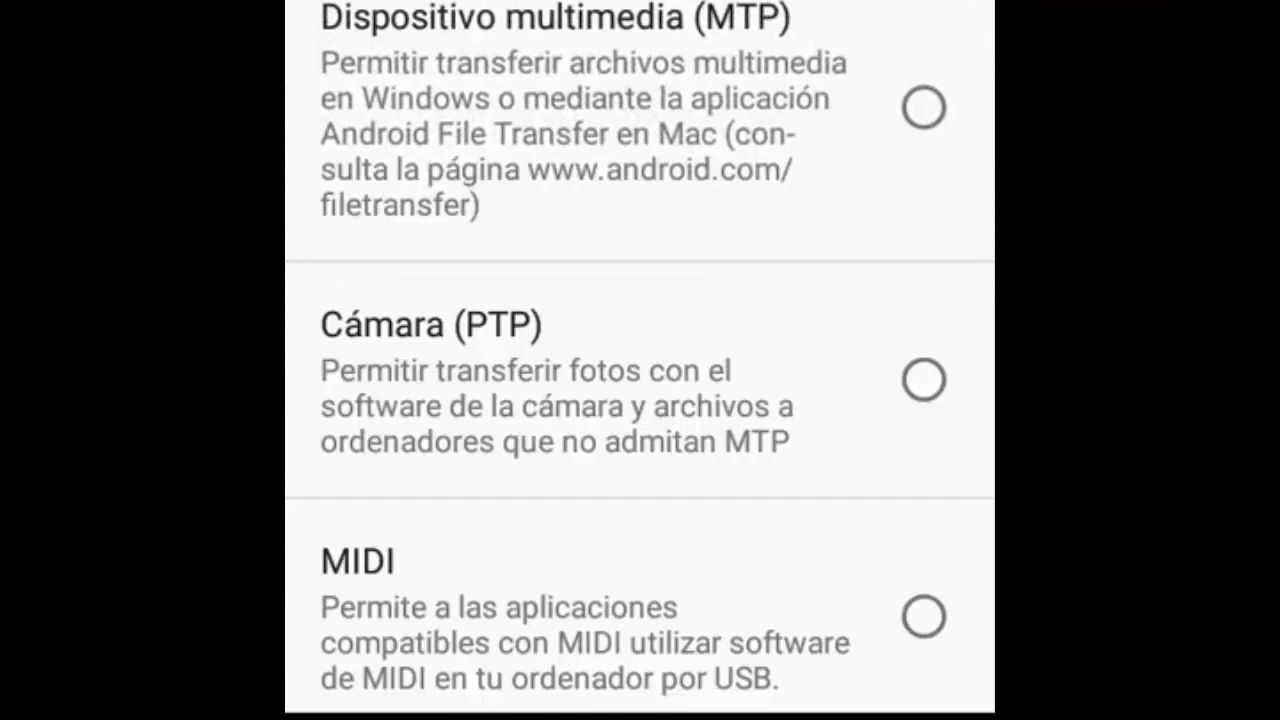 Dispositivo multimedia (MTP)
Permitir transferir archivos multimedia
en Windows o mediante la aplicación
Android File Transfer en Mac (con-
sulta la página www.android.com/
filetransfer)
Cámara (PTP)
Permitir transferir fotos con el
software de la cámara y archivos a
ordenadores que no admitan MTP
MIDI
Permite a las aplicaciones
compatibles con MIDI utilizar software
de MIDI en tu ordenador por USB.